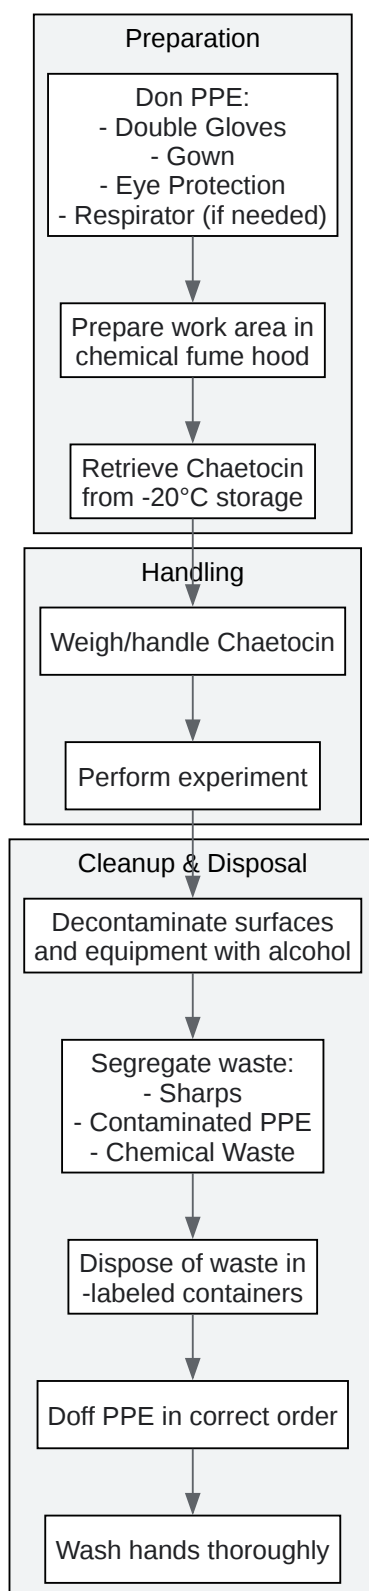 Preparation
Don PPE:
- Double Gloves
- Gown
- Eye Protection
- Respirator (if needed)
Prepare work area in
chemical fume hood
Retrieve Chaetocin
from -20°C storage
Handling
Weigh/handle Chaetocin
Perform experiment
Cleanup & Disposal
Decontaminate surfaces
and equipment with alcohol
Segregate waste:
- Sharps
- Contaminated PPE
- Chemical Waste
Dispose of waste in
-labeled containers
Doff PPE in correct order
Wash hands thoroughly